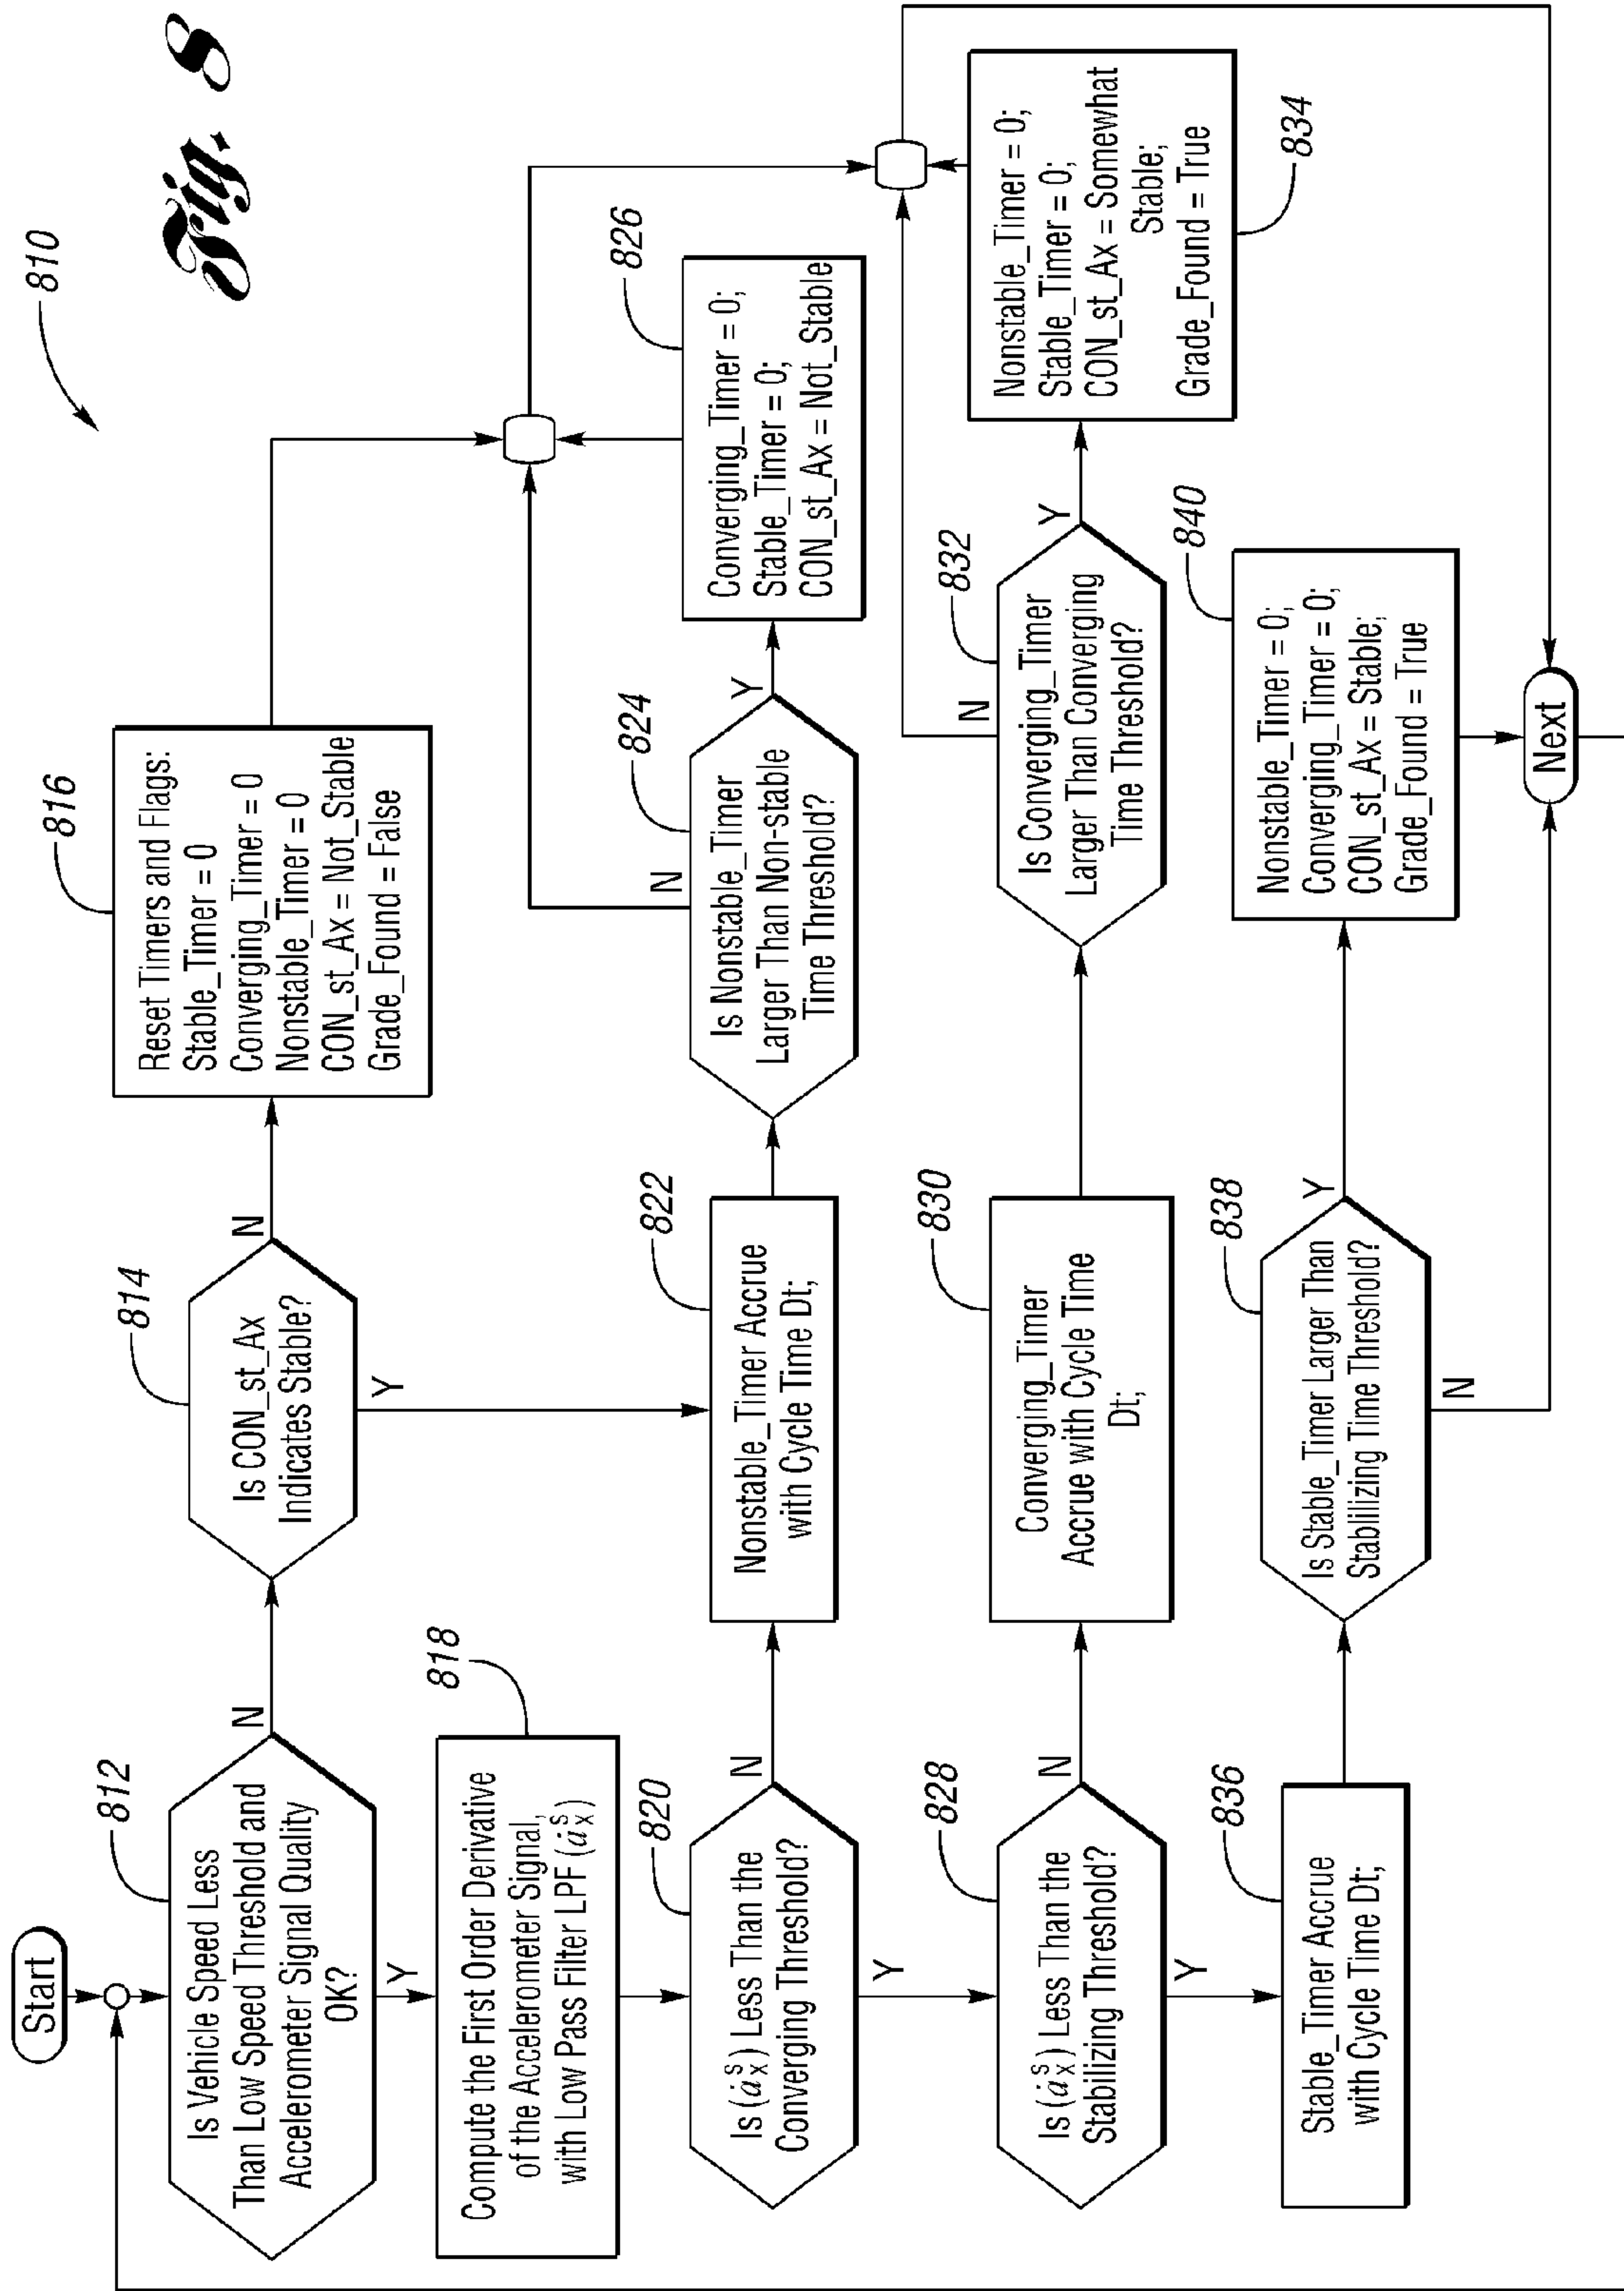 810
Fig. 8
Start
812
Is Vehicle Speed Less
Than Low Speed Threshold and
Accelerometer Signal Quality
OK?
N
Y
814
Is CON_st_Ax
Indicates Stable?
N
Y
816
Reset Timers and Flags:
Stable_Timer = 0
Converging_Timer = 0
Nonstable_Timer = 0
CON_st_Ax = Not_Stable
Grade_Found = False
818
Compute the First Order Derivative
of the Accelerometer Signal,
with Low Pass Filter LPF (ȧₓˢ)
820
Is (ȧₓˢ) Less Than the
Converging Threshold?
N
Y
822
Nonstable_Timer Accrue
with Cycle Time Dt;
824
Is Nonstable_Timer
Larger Than Non-stable
Time Threshold?
N
Y
826
Converging_Timer = 0;
Stable_Timer = 0;
CON_st_Ax = Not_Stable
828
Is (ȧₓˢ) Less Than the
Stabilizing Threshold?
N
Y
830
Converging_Timer
Accrue with Cycle Time
Dt;
832
Is Converging_Timer
Larger Than Converging
Time Threshold?
N
Y
834
Nonstable_Timer = 0;
Stable_Timer = 0;
CON_st_Ax = Somewhat
Stable;
Grade_Found = True
836
Stable_Timer Accrue
with Cycle Time Dt;
838
Is Stable_Timer Larger Than
Stabilizing Time Threshold?
Y
N
840
Nonstable_Timer = 0;
Converging_Timer = 0;
CON_st_Ax = Stable;
Grade_Found = True
Next